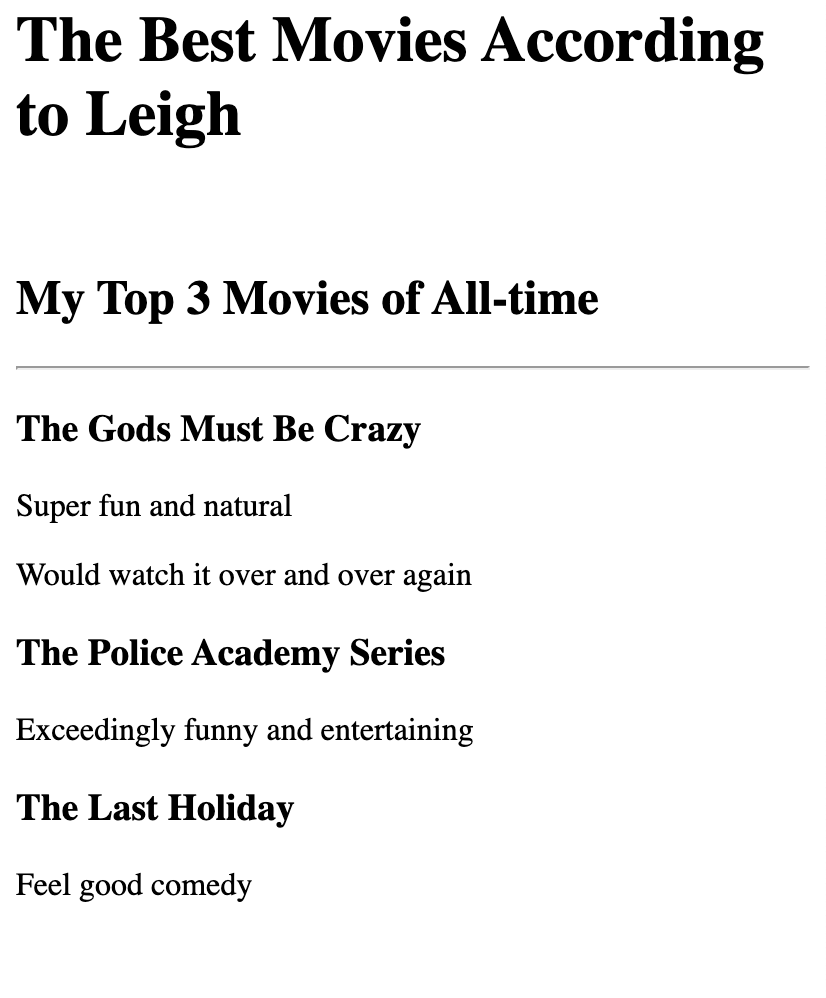 The Best Movies According
to Leigh
My Top 3 Movies of All-time
The Gods Must Be Crazy
Super fun and natural
Would watch it over and over again
The Police Academy Series
Exceedingly funny and entertaining
The Last Holiday
Feel good comedy